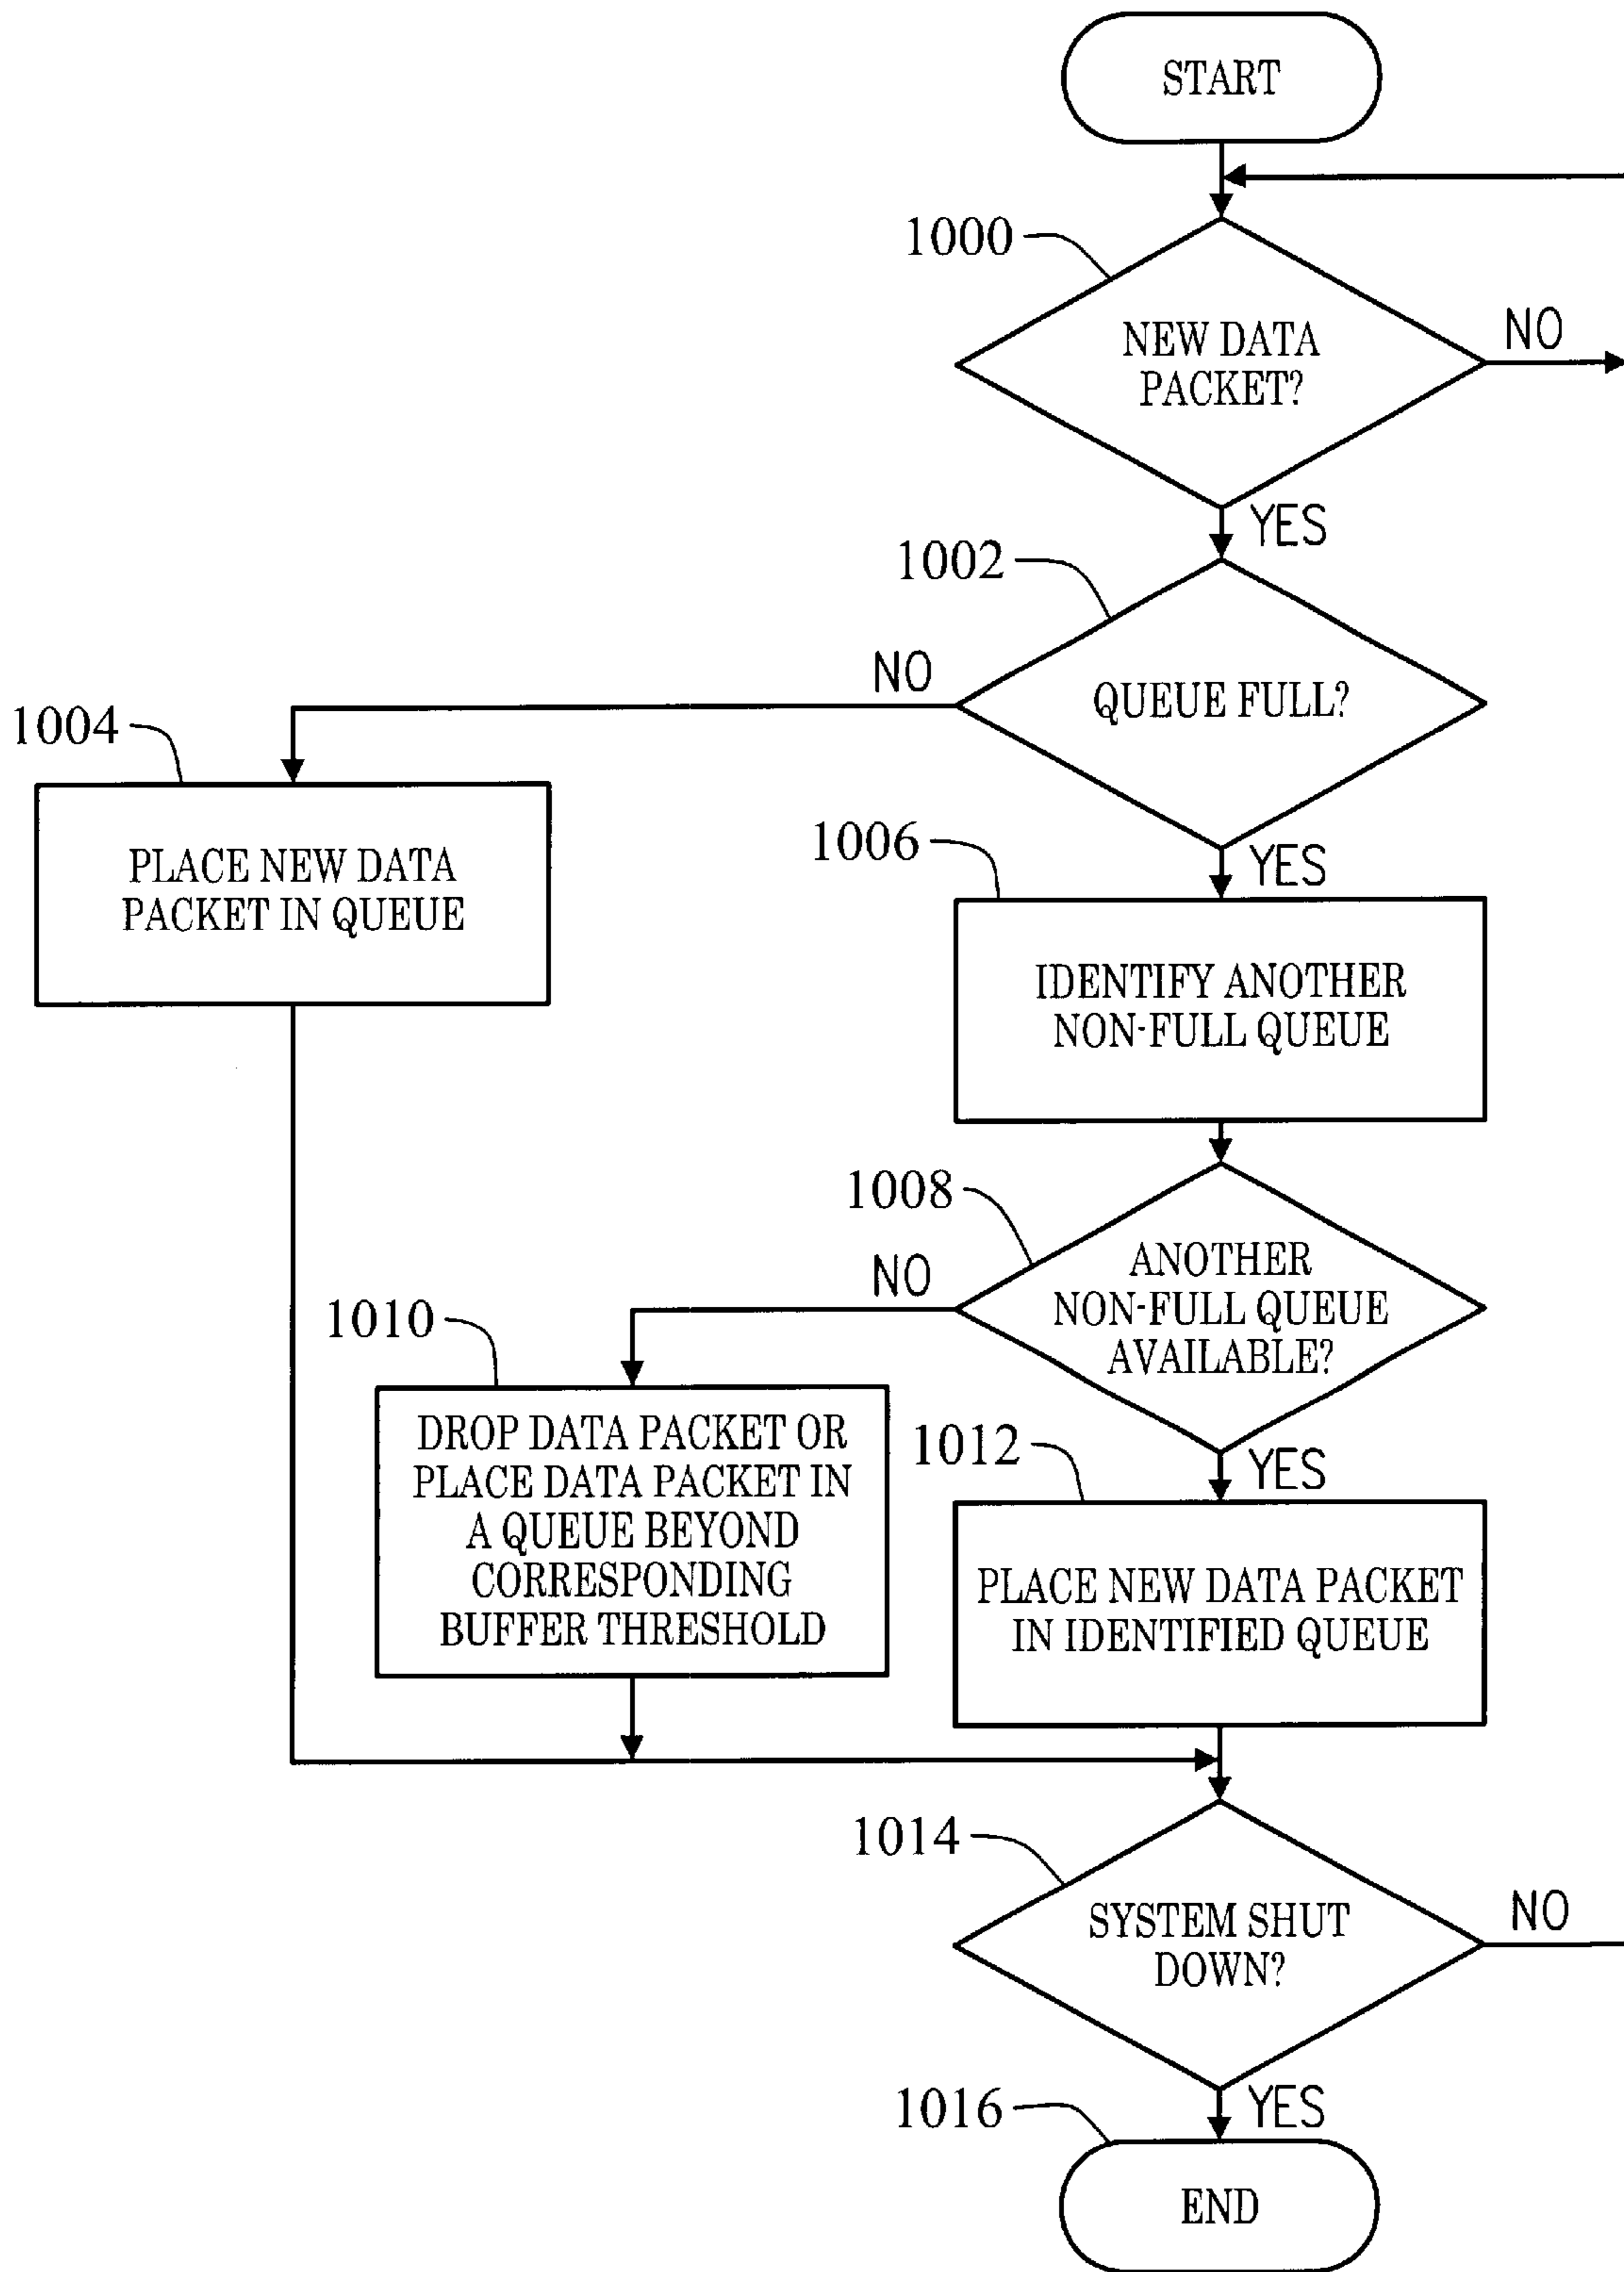 START
1000
NEW DATA
PACKET?
NO
YES
1002
QUEUE FULL?
NO
YES
1004
PLACE NEW DATA
PACKET IN QUEUE
1006
IDENTIFY ANOTHER
NON-FULL QUEUE
1008
ANOTHER
NON-FULL QUEUE
AVAILABLE?
NO
YES
1010
DROP DATA PACKET OR
PLACE DATA PACKET IN
A QUEUE BEYOND
CORRESPONDING
BUFFER THRESHOLD
1012
PLACE NEW DATA PACKET
IN IDENTIFIED QUEUE
1014
SYSTEM SHUT
DOWN?
NO
YES
1016
END